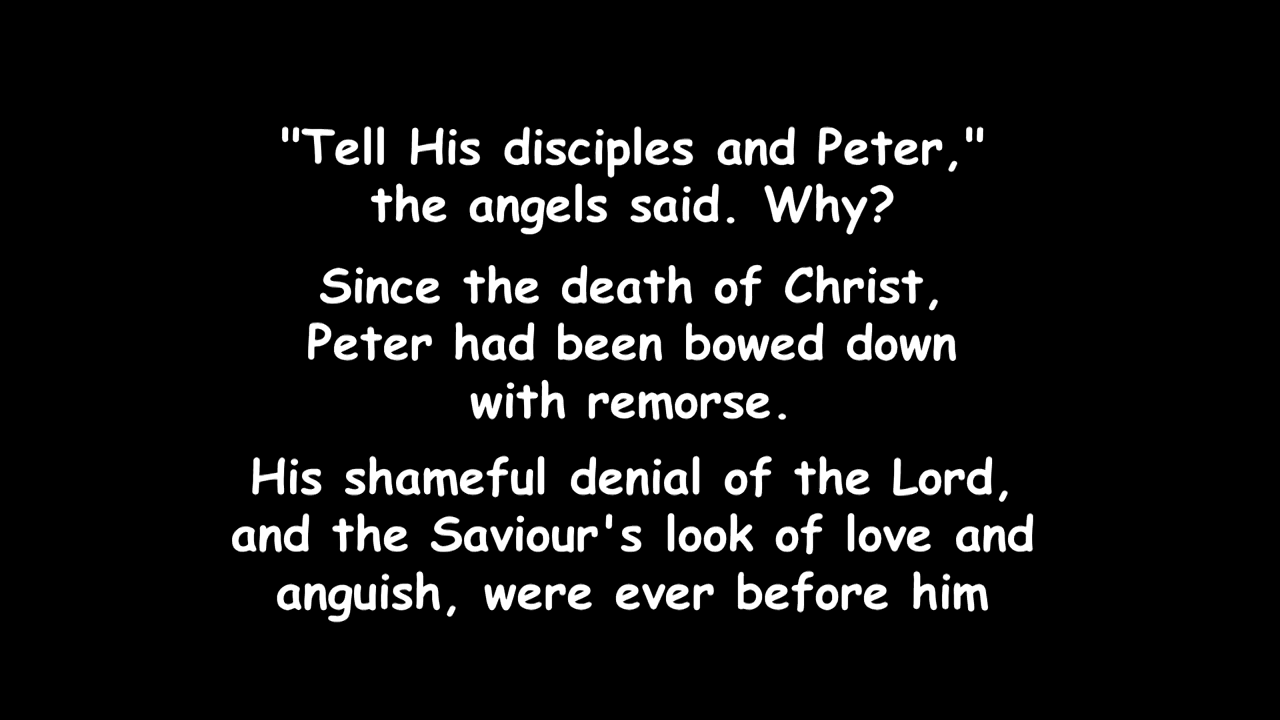 "Tell His disciples and Peter,"
the angels said. Why?
Since the death of Christ,
Peter had been bowed down
with remorse.
His shameful denial of the Lord,
and the Saviour's look of love and
anguish, were ever before him